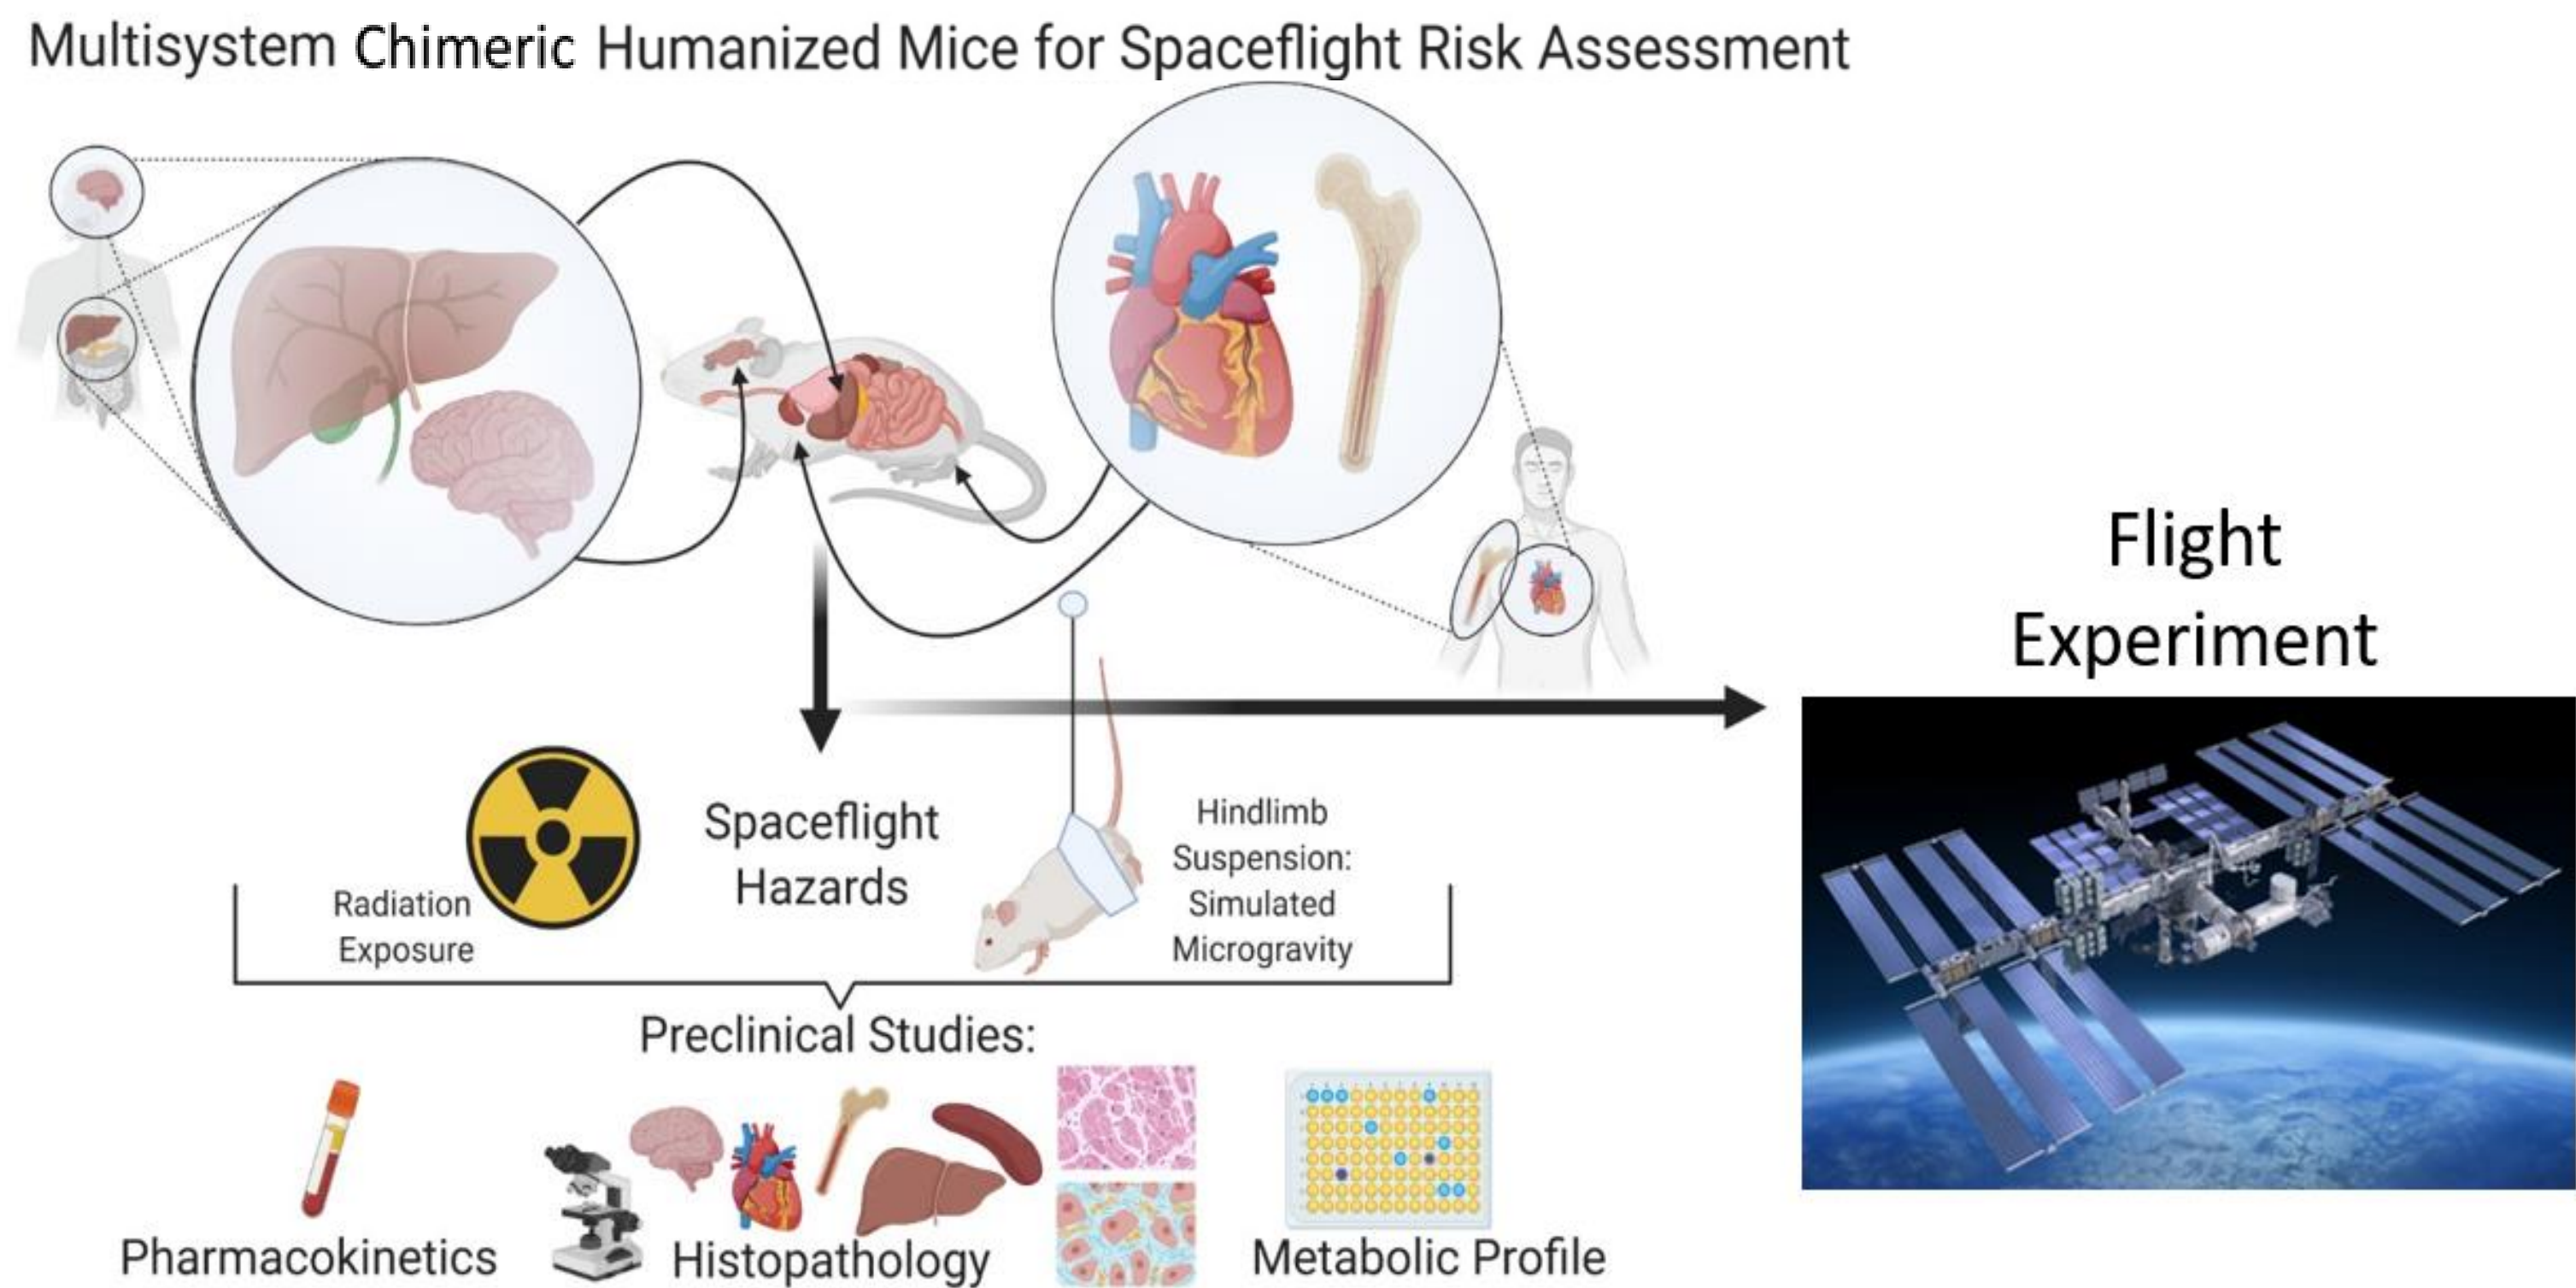 Multisystem Chimeric Humanized Mice for Spaceflight Risk Assessment
Flight
Experiment
Spaceflight
Hazards
Radiation
Exposure
Hindlimb
Suspension:
Simulated
Microgravity
Preclinical Studies:
Pharmacokinetics
Histopathology
Metabolic Profile